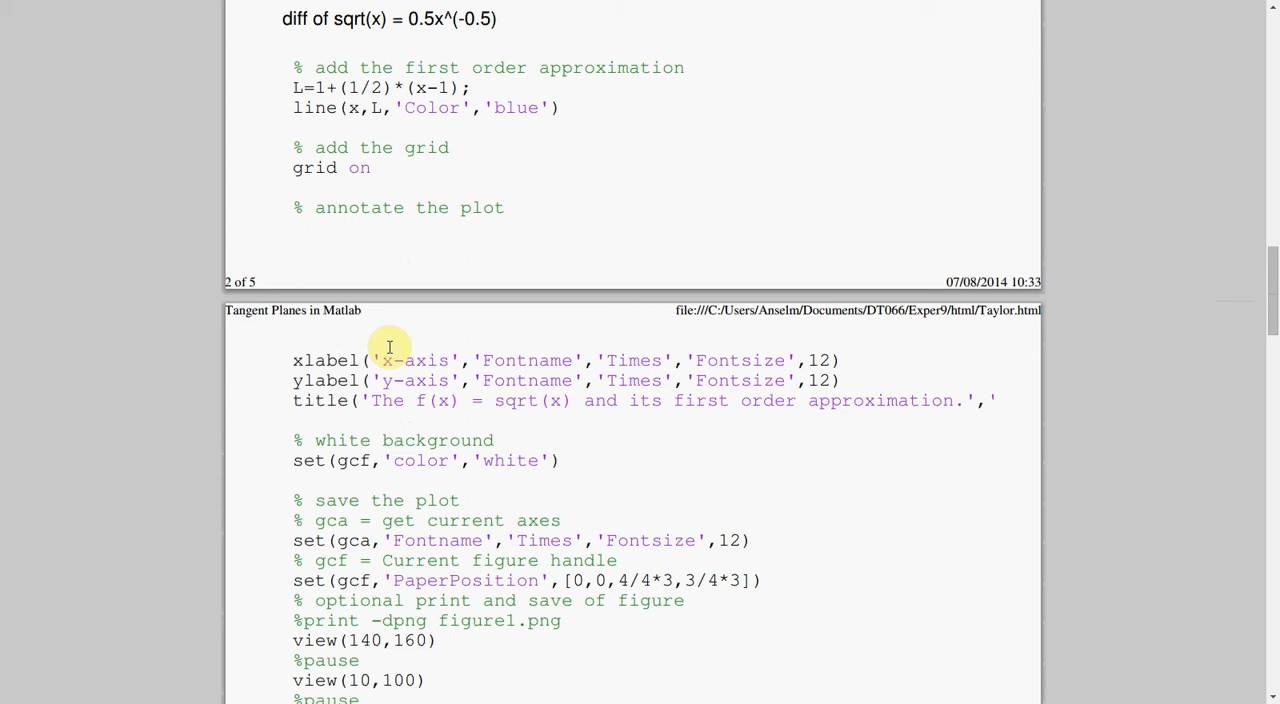 diff of sqrt(x) = 0.5x^(-0.5)
% add the first order approximation
L=1+(1/2)*(x-1);
line(x,L,'Color','blue')
% add the grid
grid on
% annotate the plot
2 of 5 07/08/2014 10:33
Tangent Planes in Matlab file:///C:/Users/Anselm/Documents/DT066/Exper9/html/Taylor.html
xlabel('x-axis','Fontname','Times','Fontsize',12)
ylabel('y-axis','Fontname','Times','Fontsize',12)
title('The f(x) = sqrt(x) and its first order approximation.','
% white background
set(gcf,'color','white')
% save the plot
% gca = get current axes
set(gca,'Fontname','Times','Fontsize',12)
% gcf = Current figure handle
set(gcf,'PaperPosition',[0,0,4/4*3,3/4*3])
% optional print and save of figure
%print -dpng figure1.png
view(140,160)
%pause
view(10,100)
%pause